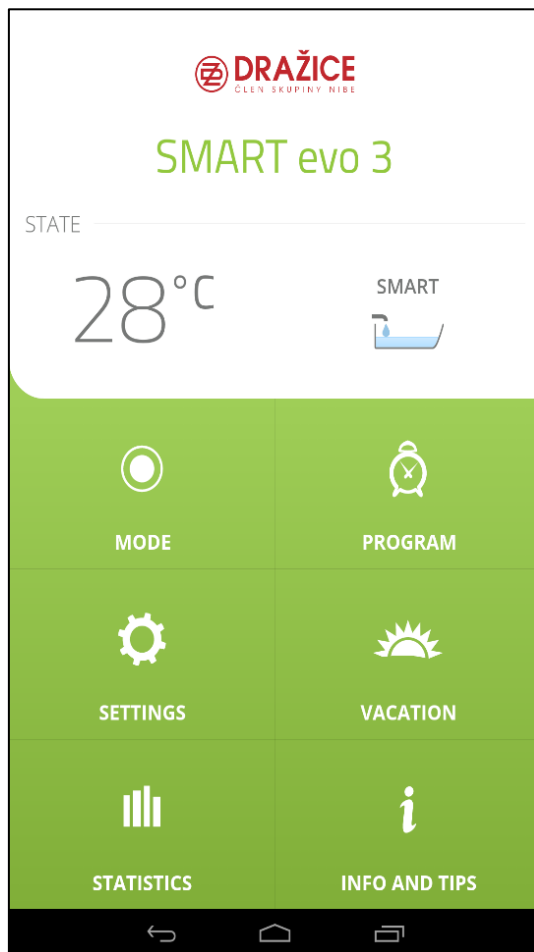 DRAŽICE
ČLEN SKUPINY NIBE
SMART evo 3
STATE
28°C
SMART
MODE
PROGRAM
SETTINGS
VACATION
STATISTICS
INFO AND TIPS